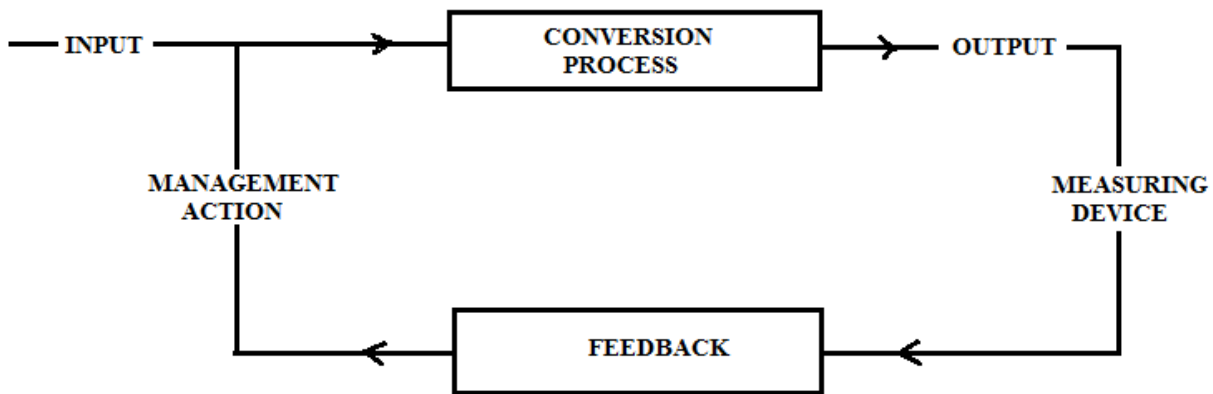 INPUT
CONVERSION
PROCESS
OUTPUT
MANAGEMENT
ACTION
MEASURING
DEVICE
FEEDBACK